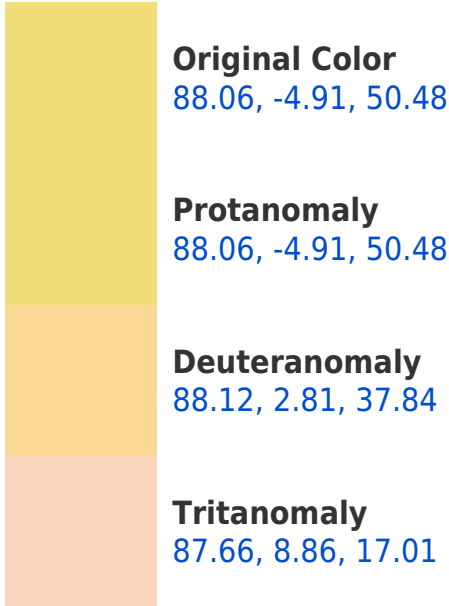 Original Color
88.06, -4.91, 50.48
Protanomaly
88.06, -4.91, 50.48
Deuteranomaly
88.12, 2.81, 37.84
Tritanomaly
87.66, 8.86, 17.01